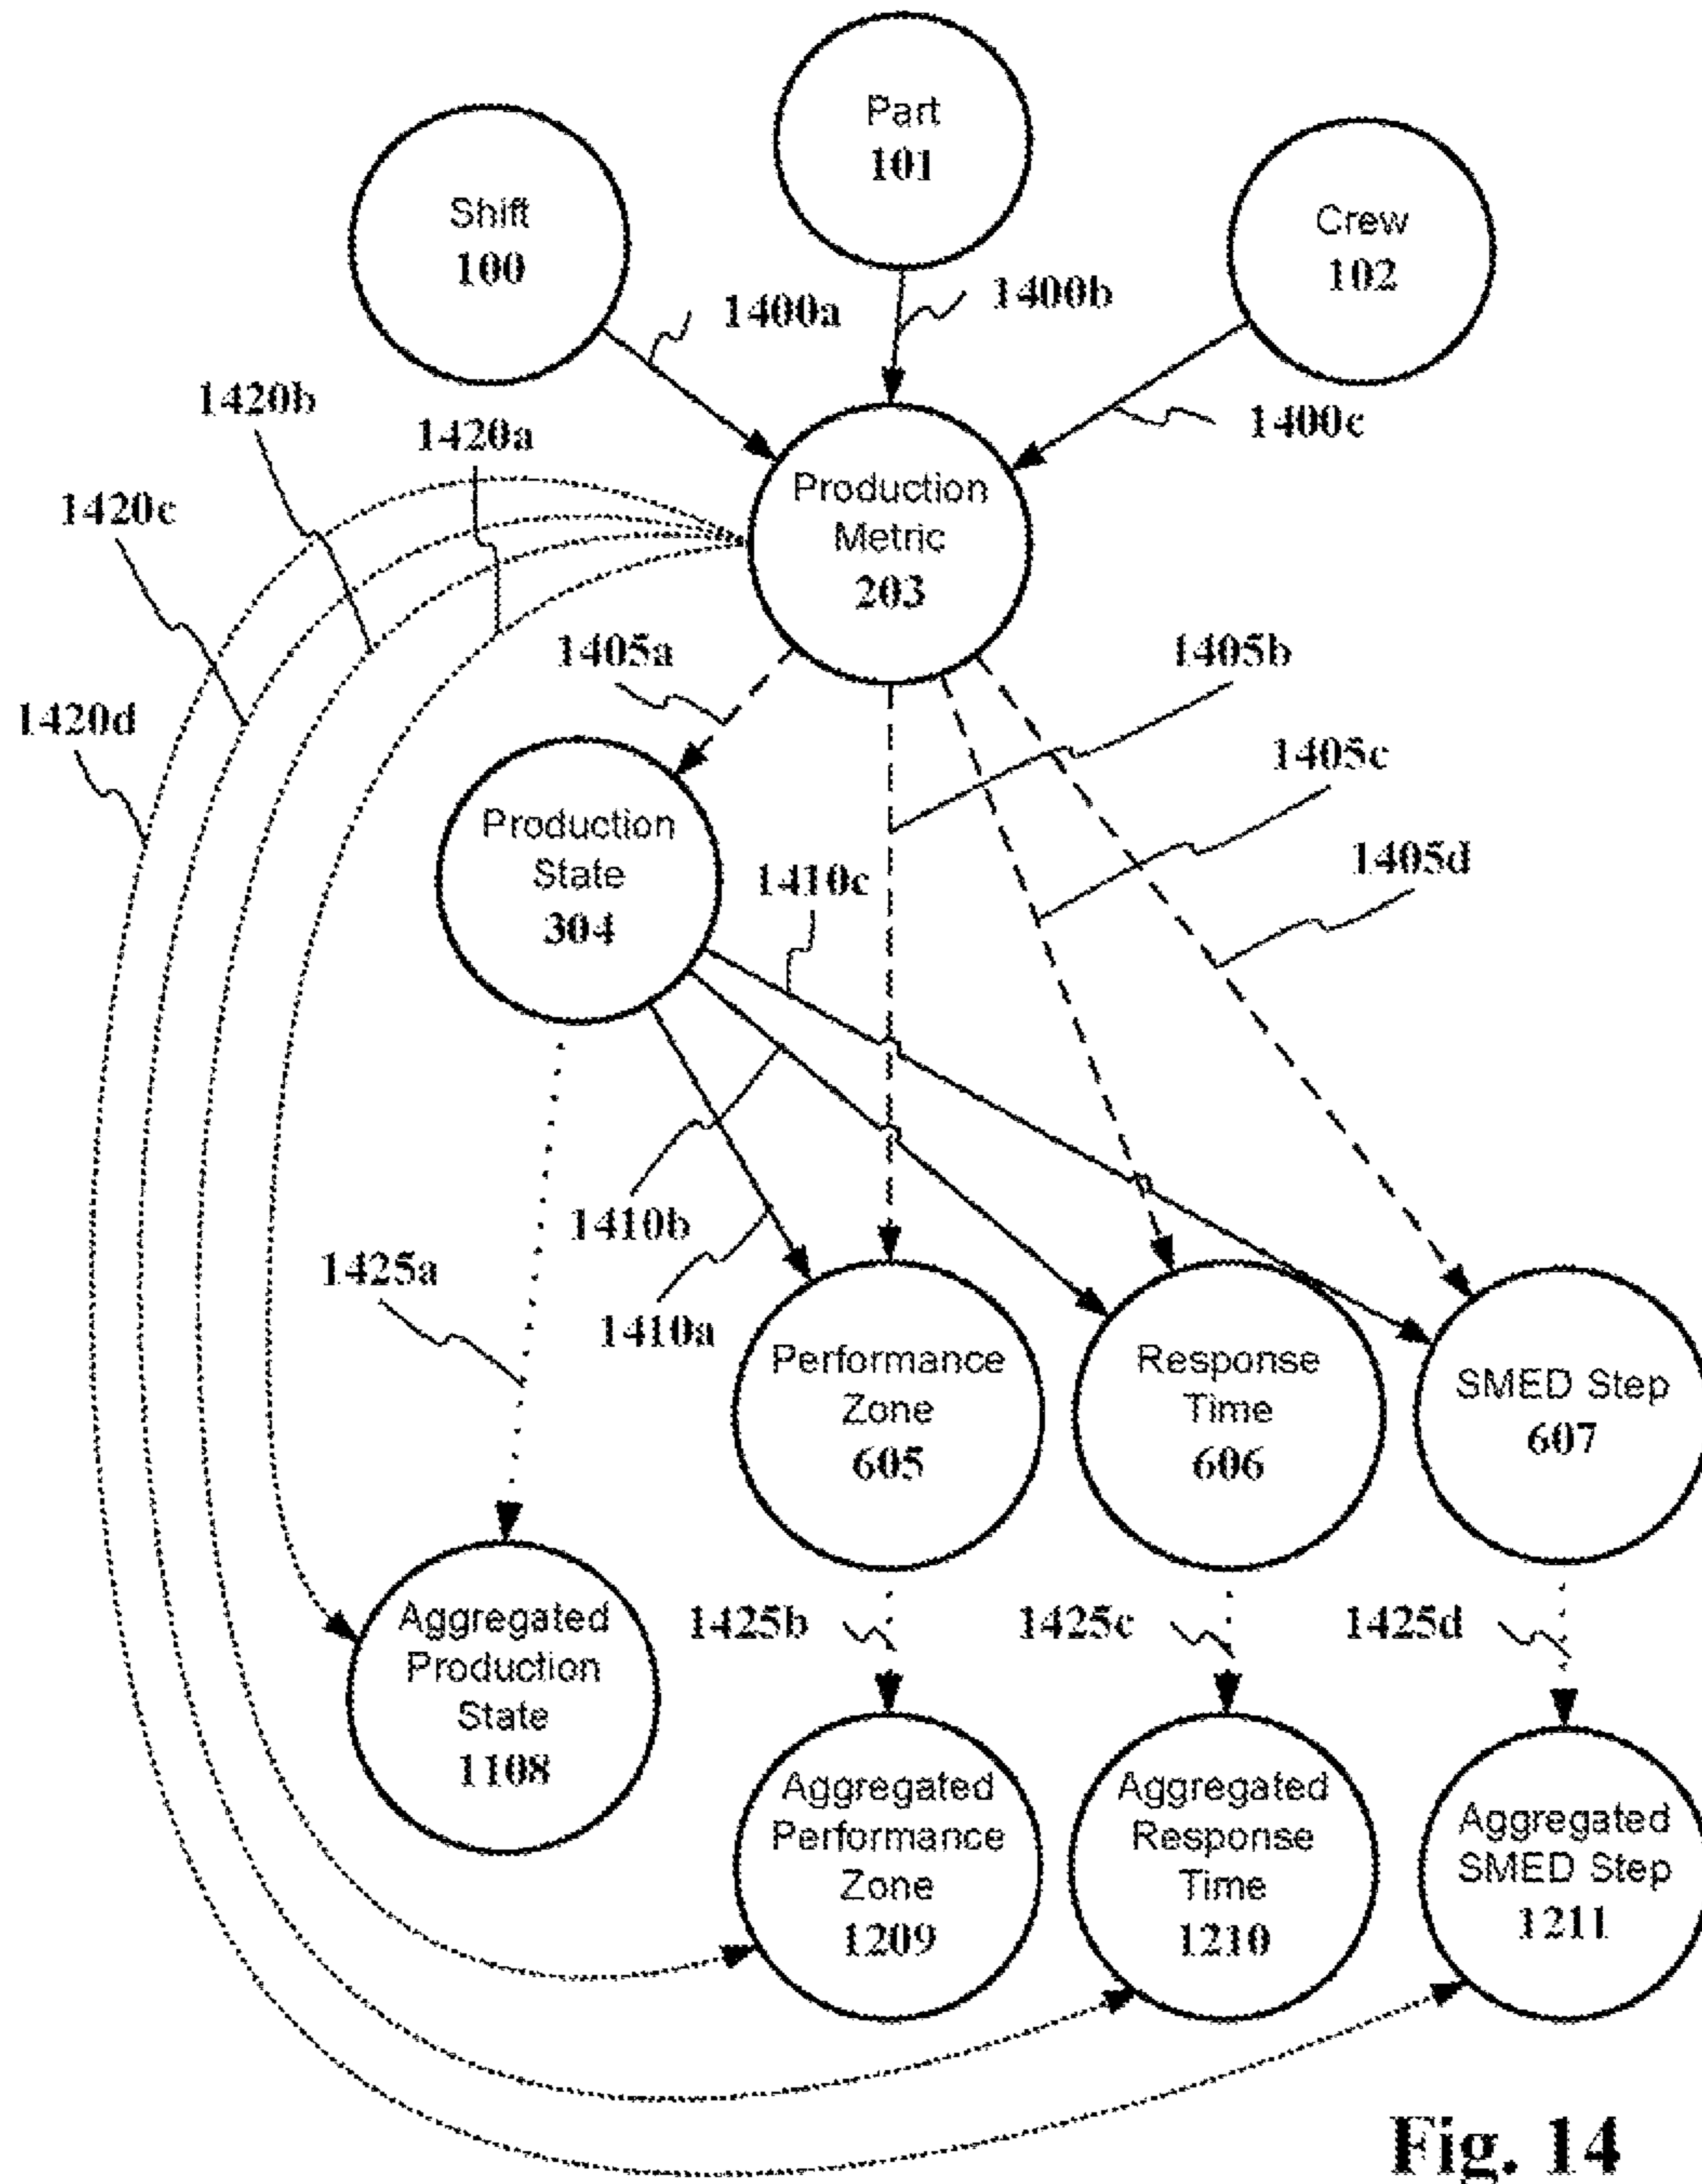 Part
101
Shift
100
Crew
102
1400a
1400b
1400c
1420b
1420a
1420c
1420d
Production
Metric
203
1405a
1405b
1405c
1405d
Production
State
304
1410c
1410b
1410a
1425a
Performance
Zone
605
Response
Time
606
SMED Step
607
1425b
1425c
1425d
Aggregated
Production
State
1108
Aggregated
Performance
Zone
1209
Aggregated
Response
Time
1210
Aggregated
SMED Step
1211
Fig. 14